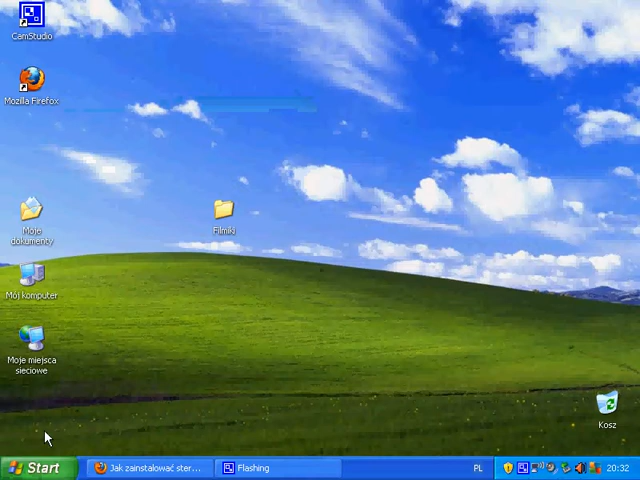 CamStudio
Mozilla Firefox
Moje
dokumenty
Filmiki
Mój komputer
Moje miejsca
sieciowe
Kosz
Start
Jak zainstalować ster...
Flashing
PL
20:32